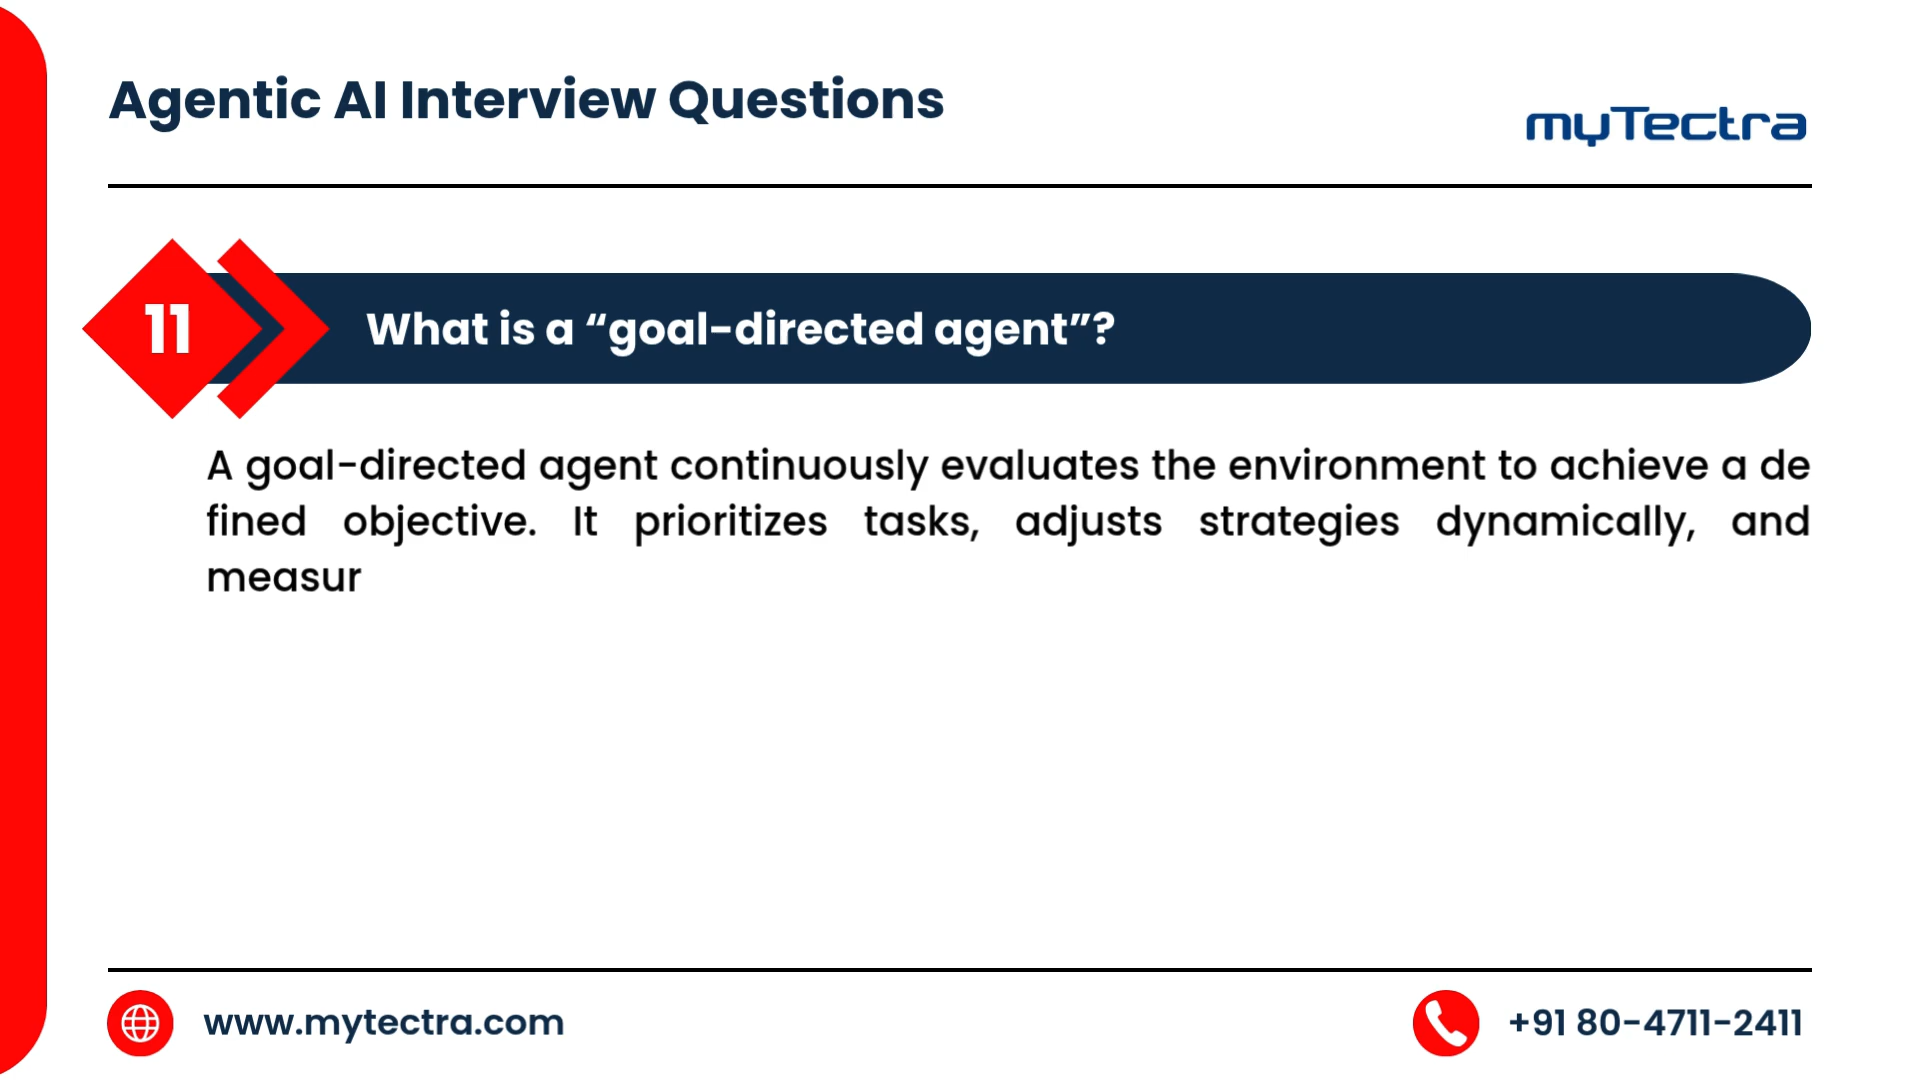 Agentic AI Interview Questions
myTectra
11
What is a “goal-directed agent”?
A goal-directed agent continuously evaluates the environment to achieve a de
fined objective. It prioritizes tasks, adjusts strategies dynamically, and
measur
www.mytectra.com
+91 80-4711-2411